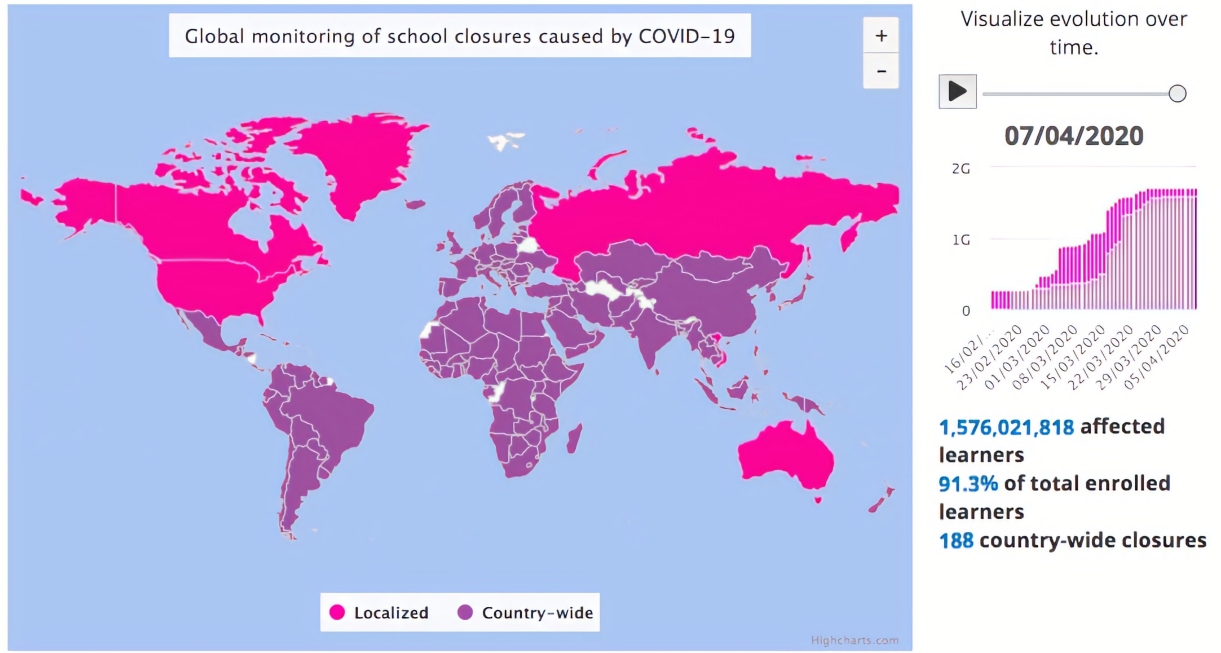 Global monitoring of school closures caused by COVID-19
+
-
Localized
Country-wide
Highcharts.com
Visualize evolution over
time.
07/04/2020
2G
1G
0
16/02/...
23/02/2020
01/03/2020
08/03/2020
15/03/2020
22/03/2020
29/03/2020
05/04/2020
1,576,021,818 affected
learners
91.3% of total enrolled
learners
188 country-wide closures